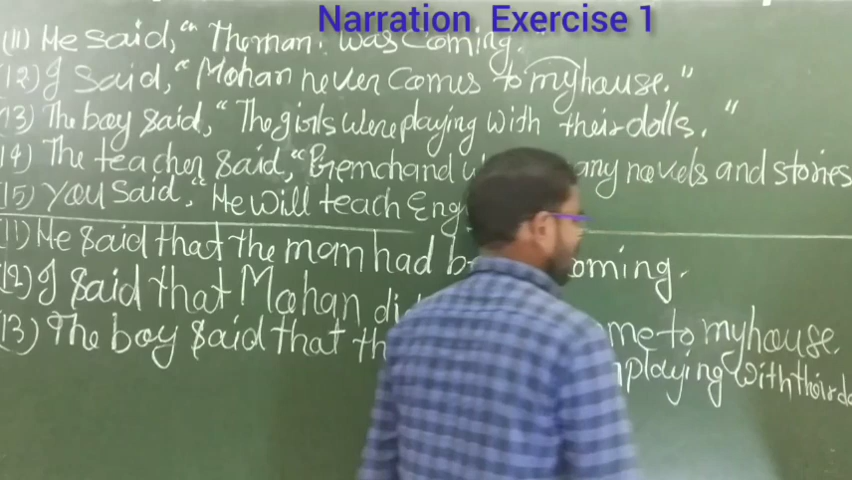 Narration Exercise 1
(11) He said, "The man was coming."
(12) I said, "Mohan never comes to my house."
(13) The boy said, "The girls were playing with their dolls."
(14) The teacher said, "Premchand many novels and stories
(15) You said, "He will teach
(11) He said that the man had coming.
(12) I said that Mohan to my house.
(13) The boy said that playing with their